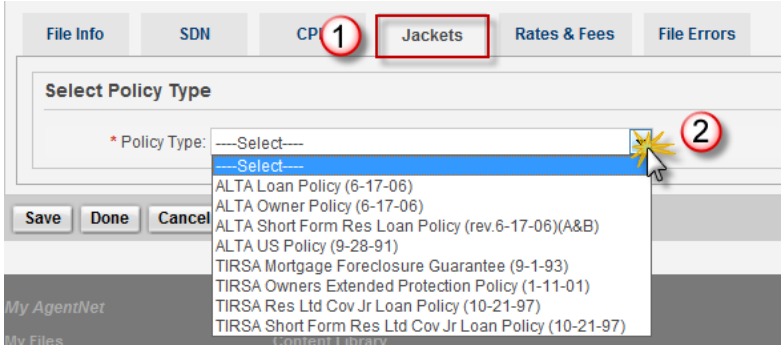 File Info SDN CPL 1 Jackets Rates & Fees File Errors
Select Policy Type
* Policy Type: ----Select---- 2
----Select----
ALTA Loan Policy (6-17-06)
ALTA Owner Policy (6-17-06)
ALTA Short Form Res Loan Policy (rev.6-17-06)(A&B)
ALTA US Policy (9-28-91)
TIRSA Mortgage Foreclosure Guarantee (9-1-93)
TIRSA Owners Extended Protection Policy (1-11-01)
TIRSA Res Ltd Cov Jr Loan Policy (10-21-97)
TIRSA Short Form Res Ltd Cov Jr Loan Policy (10-21-97)
Save Done Cancel
My AgentNet
My Files Content Library